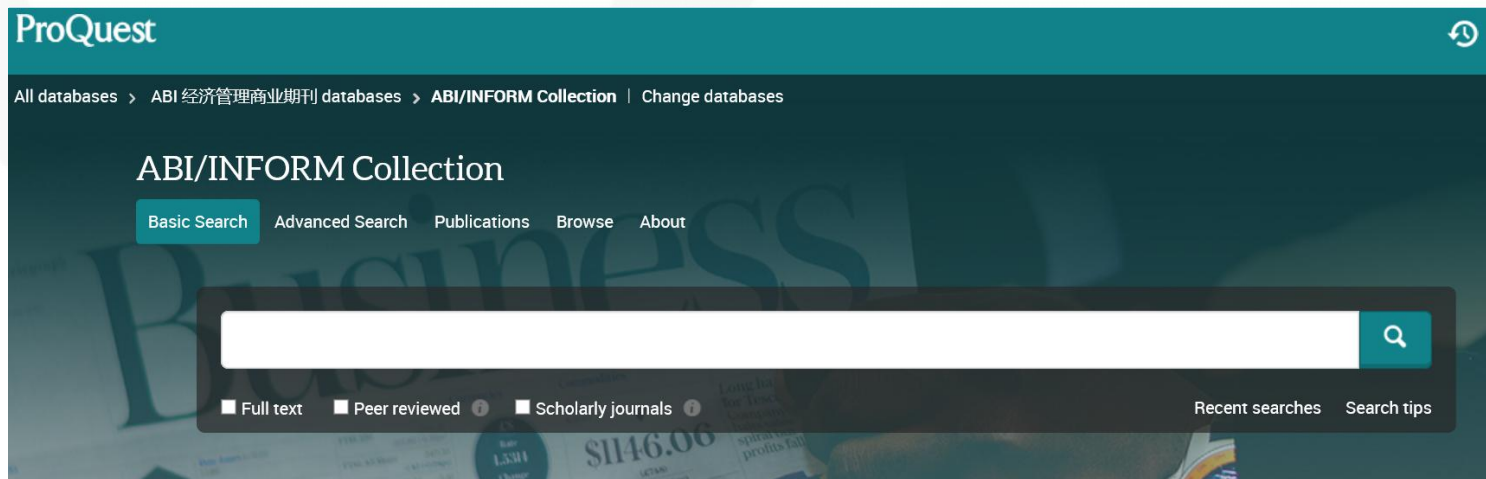 ProQuest
All databases > ABI 经济管理商业期刊 databases > ABI/INFORM Collection | Change databases
ABI/INFORM Collection
Basic Search Advanced Search Publications Browse About
Business
Full text Peer reviewed Scholarly journals Recent searches Search tips
$1146.06
1.5314